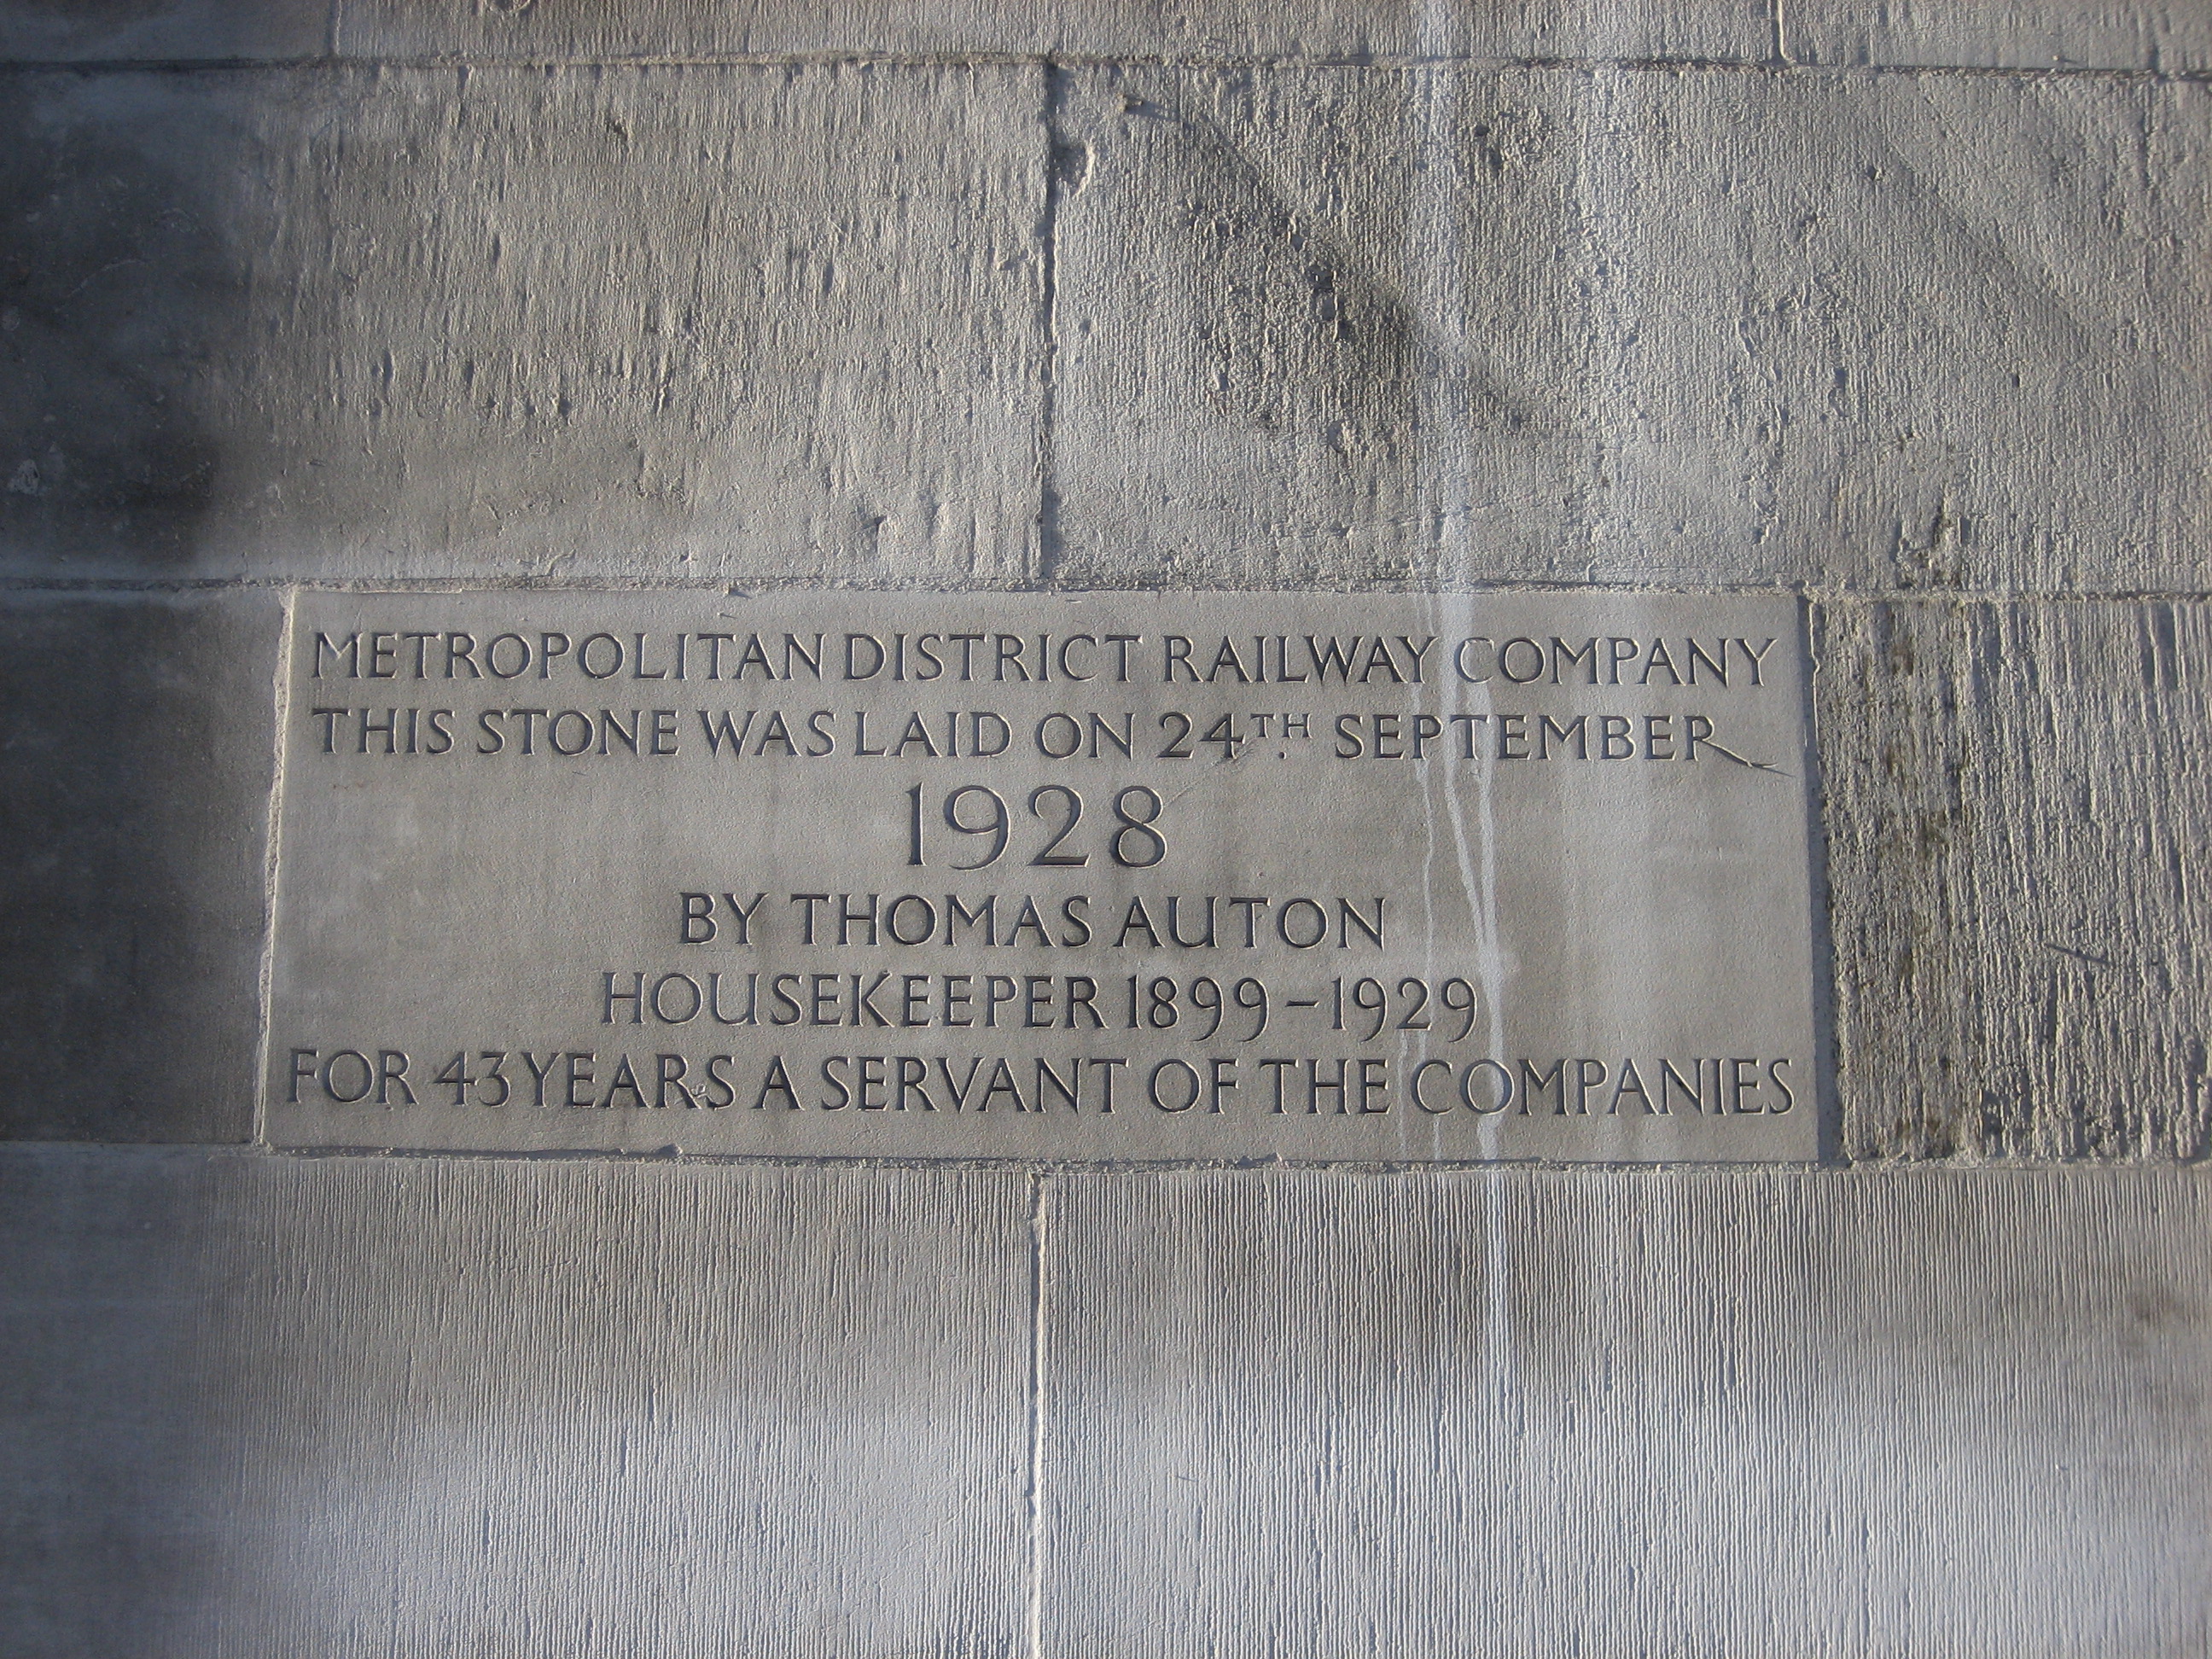 METROPOLITAN DISTRICT RAILWAY COMPANY
THIS STONE WAS LAID ON 24TH SEPTEMBER
1928
BY THOMAS AUTON
HOUSEKEEPER 1899-1929
FOR 43 YEARS A SERVANT OF THE COMPANIES